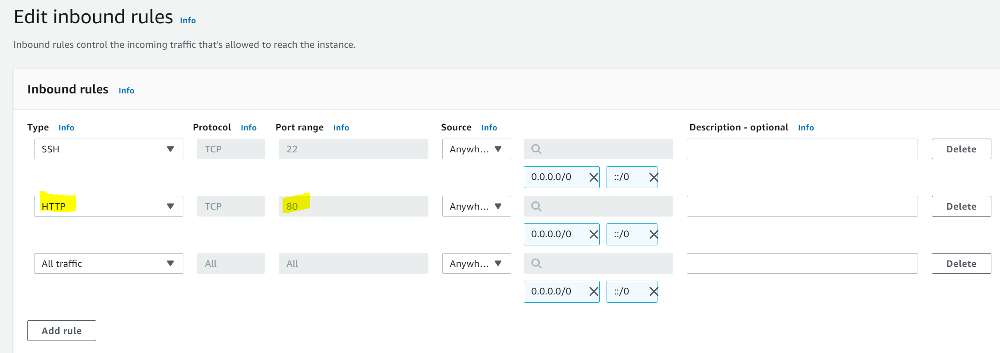 Edit inbound rules Info
Inbound rules control the incoming traffic that's allowed to reach the instance.
Inbound rules Info
Type Info Protocol Info Port range Info Source Info Description - optional Info
SSH TCP 22 Anywh... Delete
0.0.0.0/0 ::/0
HTTP TCP 80 Anywh... Delete
0.0.0.0/0 ::/0
All traffic All All Anywh... Delete
0.0.0.0/0 ::/0
Add rule